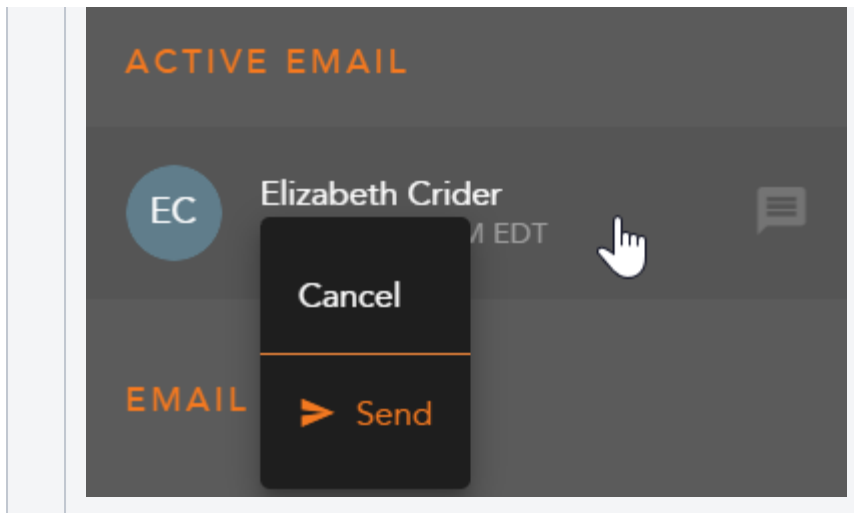 ACTIVE EMAIL
EC
Elizabeth Crider
EDT
Cancel
EMAIL
Send